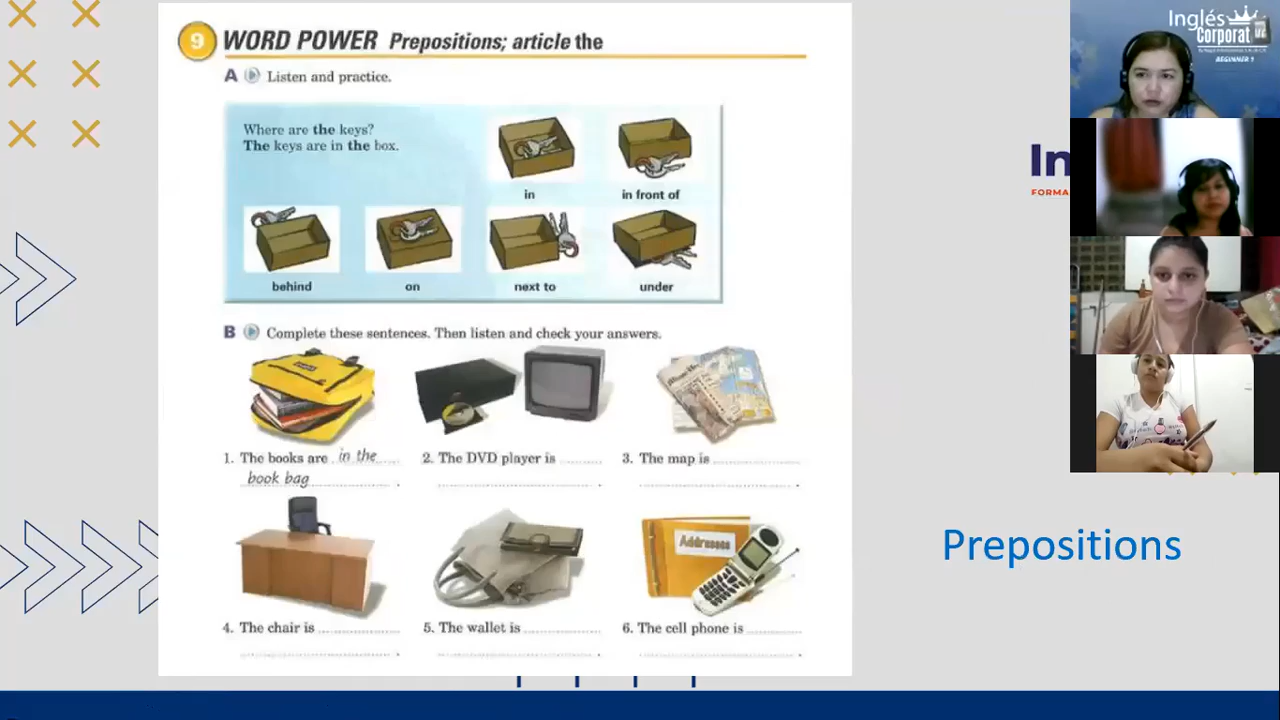 9 WORD POWER Prepositions; article the
A Listen and practice.
Where are the keys?
The keys are in the box.
in
in front of
behind
on
next to
under
B Complete these sentences. Then listen and check your answers.
1. The books are in the
book bag .
2. The DVD player is
3. The map is
Addresses
4. The chair is
5. The wallet is
6. The cell phone is
Prepositions
Inglés
Corporat
BEGINNER 1
In
FORMA